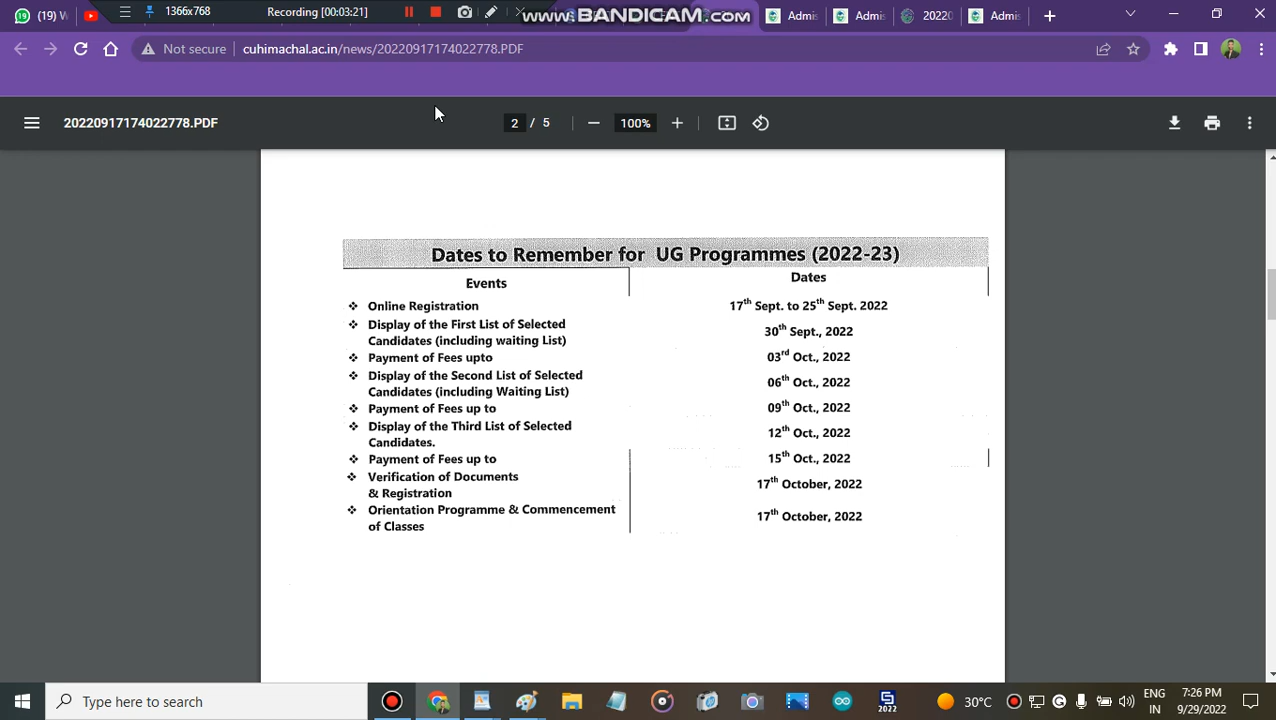 (19) W
1366x768
Recording [00:03:21]
www.BANDICAM.com
Admis
Admis
20220
Admis
Not secure
cuhimachal.ac.in/news/20220917174022778.PDF
20220917174022778.PDF
2 / 5
100%
Dates to Remember for UG Programmes (2022-23)
Events
Dates
❖ Online Registration
17th Sept. to 25th Sept. 2022
❖ Display of the First List of Selected
Candidates (including waiting List)
30th Sept., 2022
❖ Payment of Fees upto
03rd Oct., 2022
❖ Display of the Second List of Selected
Candidates (including Waiting List)
06th Oct., 2022
❖ Payment of Fees up to
09th Oct., 2022
❖ Display of the Third List of Selected
Candidates.
12th Oct., 2022
❖ Payment of Fees up to
15th Oct., 2022
❖ Verification of Documents
& Registration
17th October, 2022
❖ Orientation Programme & Commencement
of Classes
17th October, 2022
Type here to search
2022
30°C
ENG
IN
7:26 PM
9/29/2022